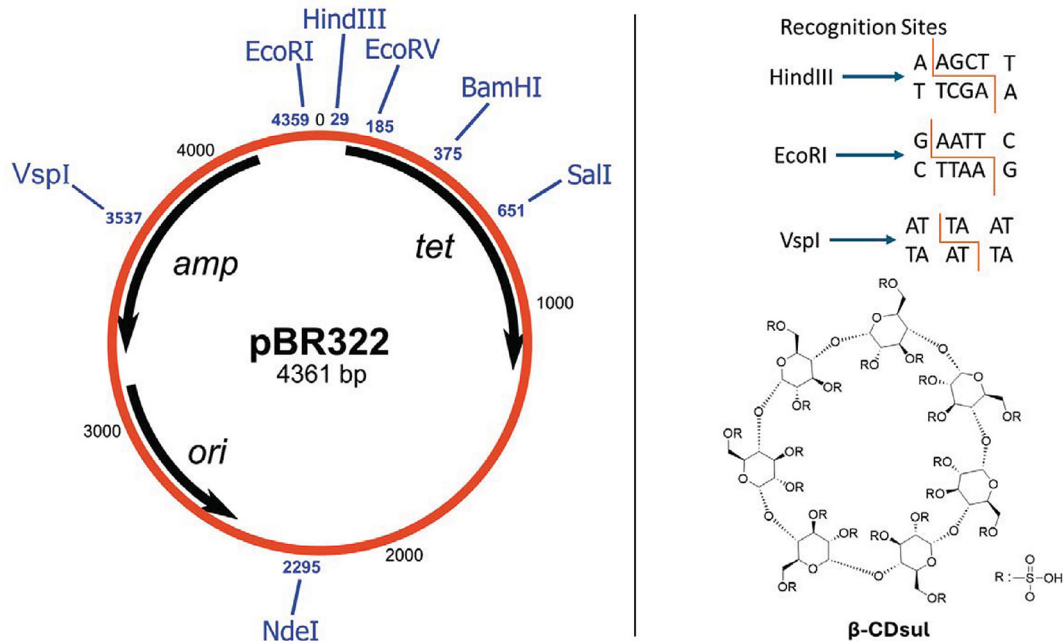 HindIII
EcoRI
EcoRV
BamHI
SalI
VspI
NdeI
4359
0
29
185
375
651
1000
2000
2295
3000
3537
4000
amp
tet
ori
pBR322
4361 bp
Recognition Sites
HindIII
A AGCT T
T TCGA A
EcoRI
G AATT C
C TTAA G
VspI
AT TA AT
TA AT TA
RO
O
RO
O
OR
O
RO
O
O
OR
RO
OR
O
OR
O
RO
O
OR
RO
OR
O
O
OR
OR
RO
O
OR
O
RO
OR
O
OR
O
OR
RO
O
O
O
RO
OR
R :
O
S
OH
O
β-CDsul